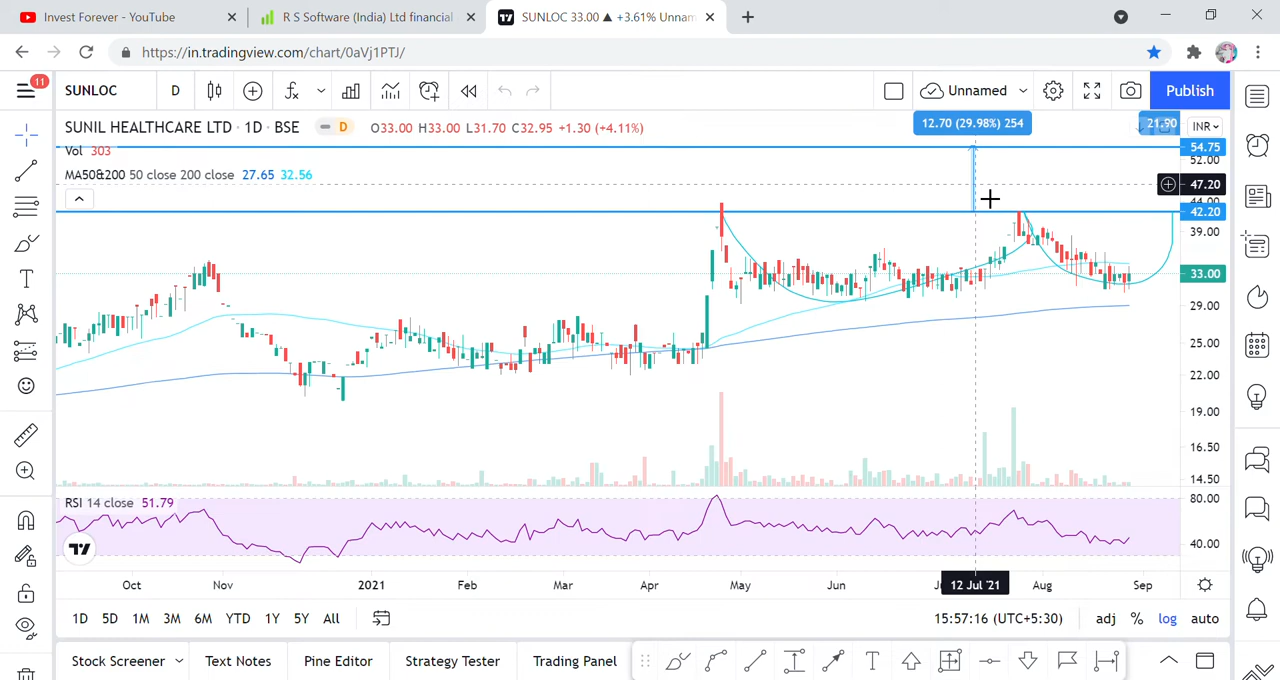 Invest Forever - YouTube
R S Software (India) Ltd financial
SUNLOC 33.00 ▲ +3.61% Unnam
https://in.tradingview.com/chart/0aVj1PTJ/
11
SUNLOC
D
Unnamed
Publish
SUNIL HEALTHCARE LTD · 1D · BSE
D
O33.00 H33.00 L31.70 C32.95 +1.30 (+4.11%)
12.70 (29.98%) 254
21.90
INR
Vol 303
54.75
52.00
MA50&200 50 close 200 close 27.65 32.56
47.20
44.00
42.20
39.00
33.00
29.00
25.00
22.00
19.00
16.50
14.50
RSI 14 close 51.79
80.00
40.00
Oct Nov 2021 Feb Mar Apr May Jun 12 Jul '21 Aug Sep
1D 5D 1M 3M 6M YTD 1Y 5Y All
15:57:16 (UTC+5:30)
adj % log auto
Stock Screener
Text Notes
Pine Editor
Strategy Tester
Trading Panel